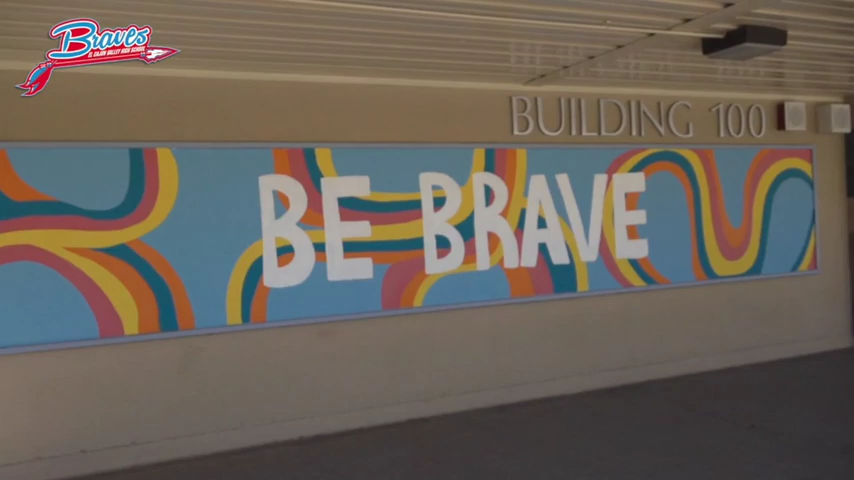 Braves
EL CAJON VALLEY HIGH SCHOOL
BUILDING 100
BE BRAVE